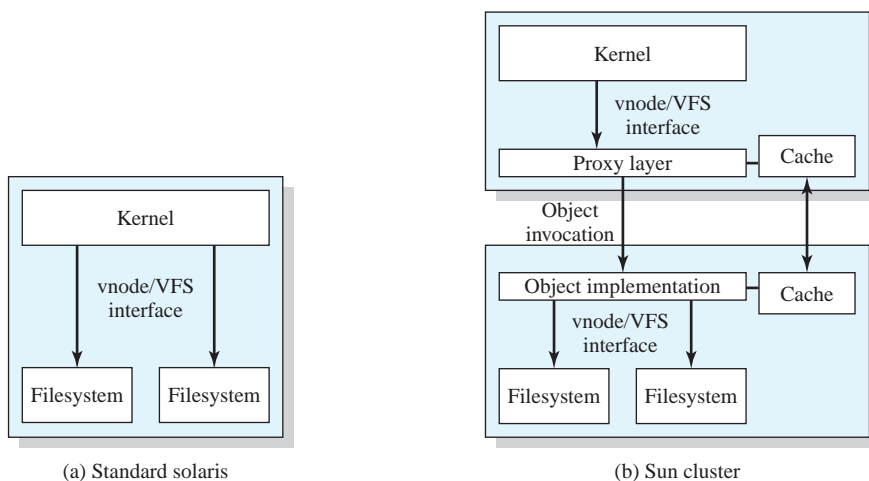 Kernel
vnode/VFS
interface
Filesystem
Filesystem
(a) Standard solaris
Kernel
vnode/VFS
interface
Proxy layer
Cache
Object
invocation
Object implementation
Cache
vnode/VFS
interface
Filesystem
Filesystem
(b) Sun cluster